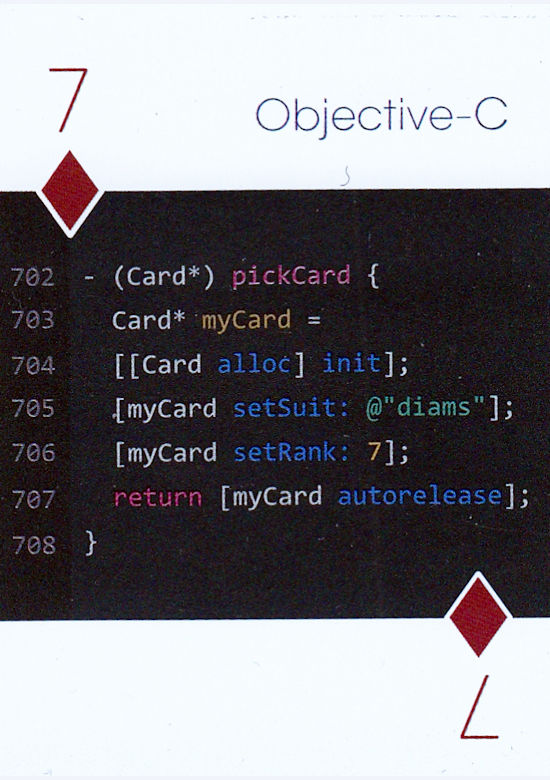 7
Objective-C
702 - (Card*) pickCard {
703 Card* myCard =
704 [[Card alloc] init];
705 [myCard setSuit: @"diams"];
706 [myCard setRank: 7];
707 return [myCard autorelease];
708 }
7